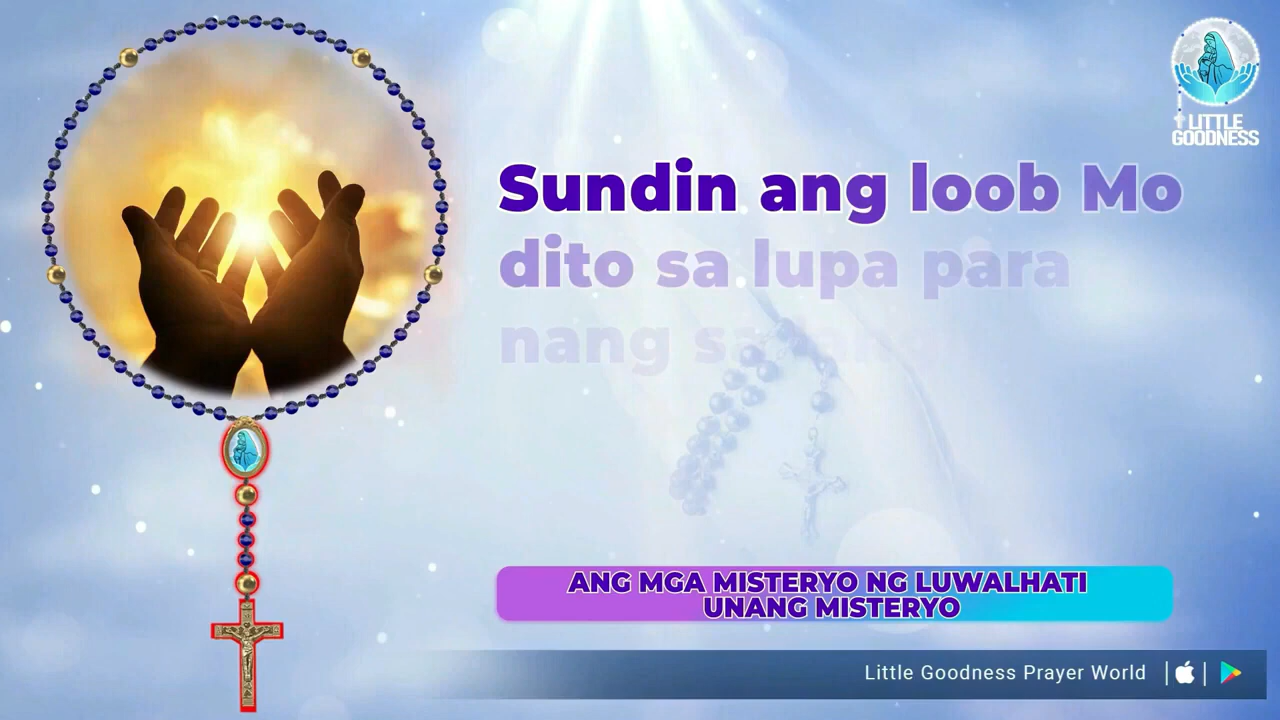 LITTLE
GOODNESS
Sundin ang loob Mo
dito sa lupa para
nang
ANG MGA MISTERYO NG LUWALHATI
UNANG MISTERYO
Little Goodness Prayer World